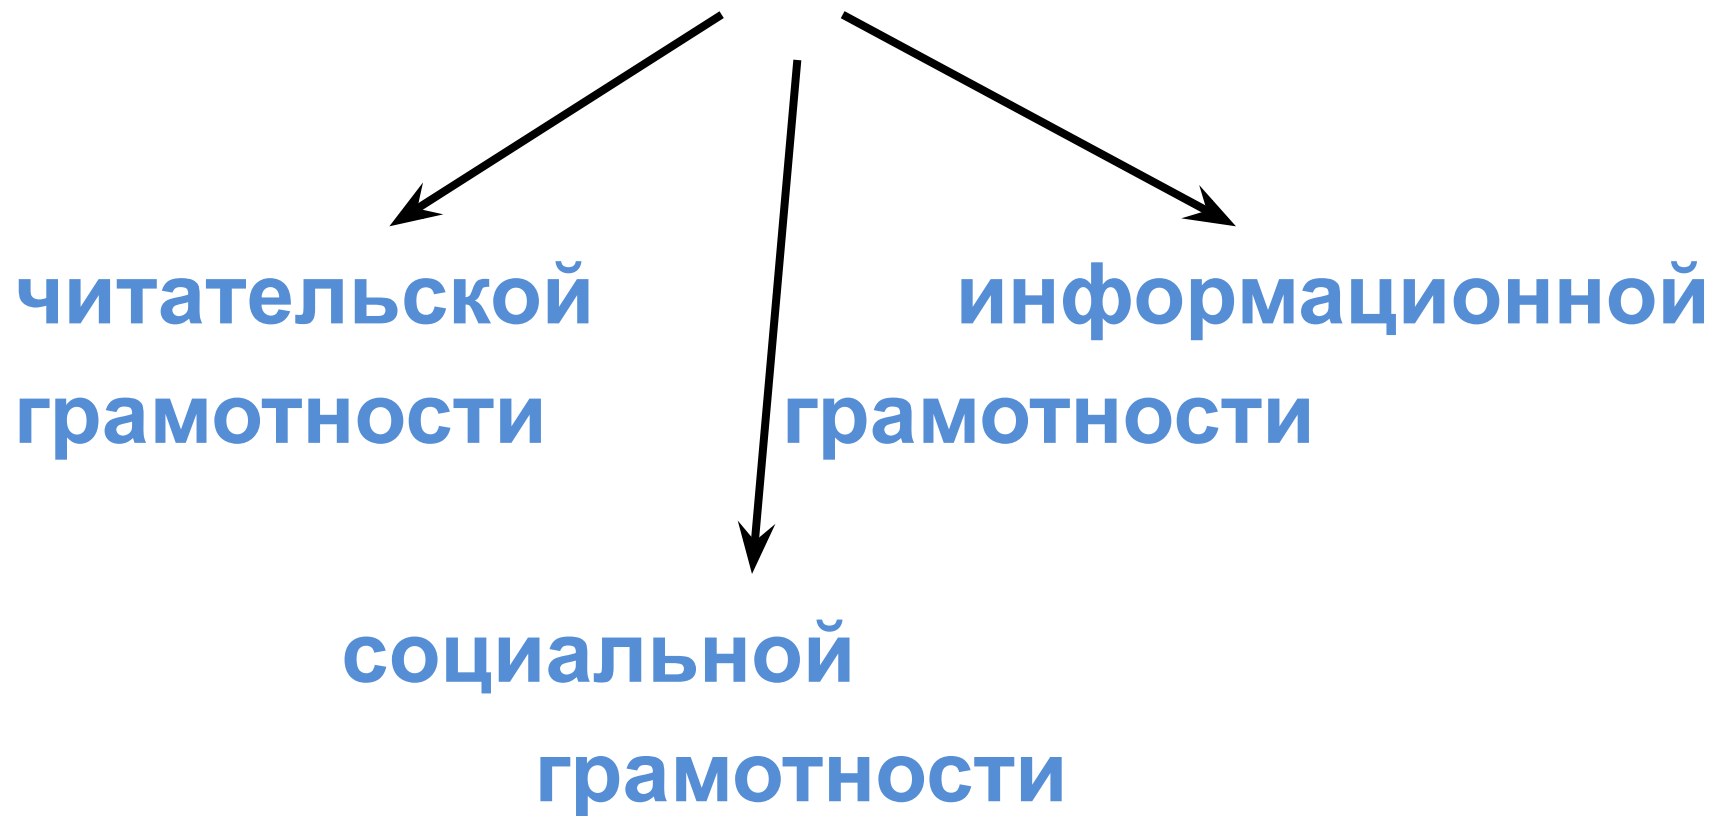 читательской информационной
грамотности грамотности
социальной
грамотности